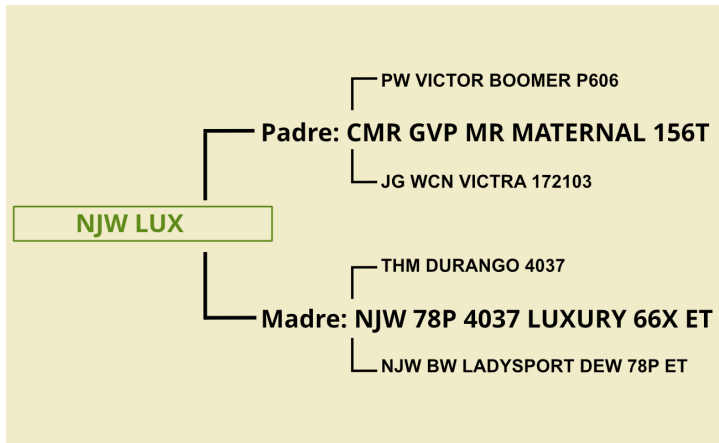 PW VICTOR BOOMER P606
Padre: CMR GVP MR MATERNAL 156T
JG WCN VICTRA 172103
NJW LUX
THM DURANGO 4037
Madre: NJW 78P 4037 LUXURY 66X ET
NJW BW LADYSPORT DEW 78P ET